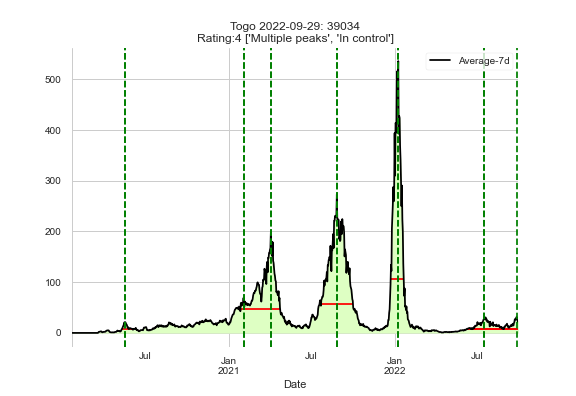 Togo 2022-09-29: 39034
Rating:4 ['Multiple peaks', 'In control']
Average-7d
500
400
300
200
100
0
Jul
Jan
2021
Jul
Jan
2022
Jul
Date